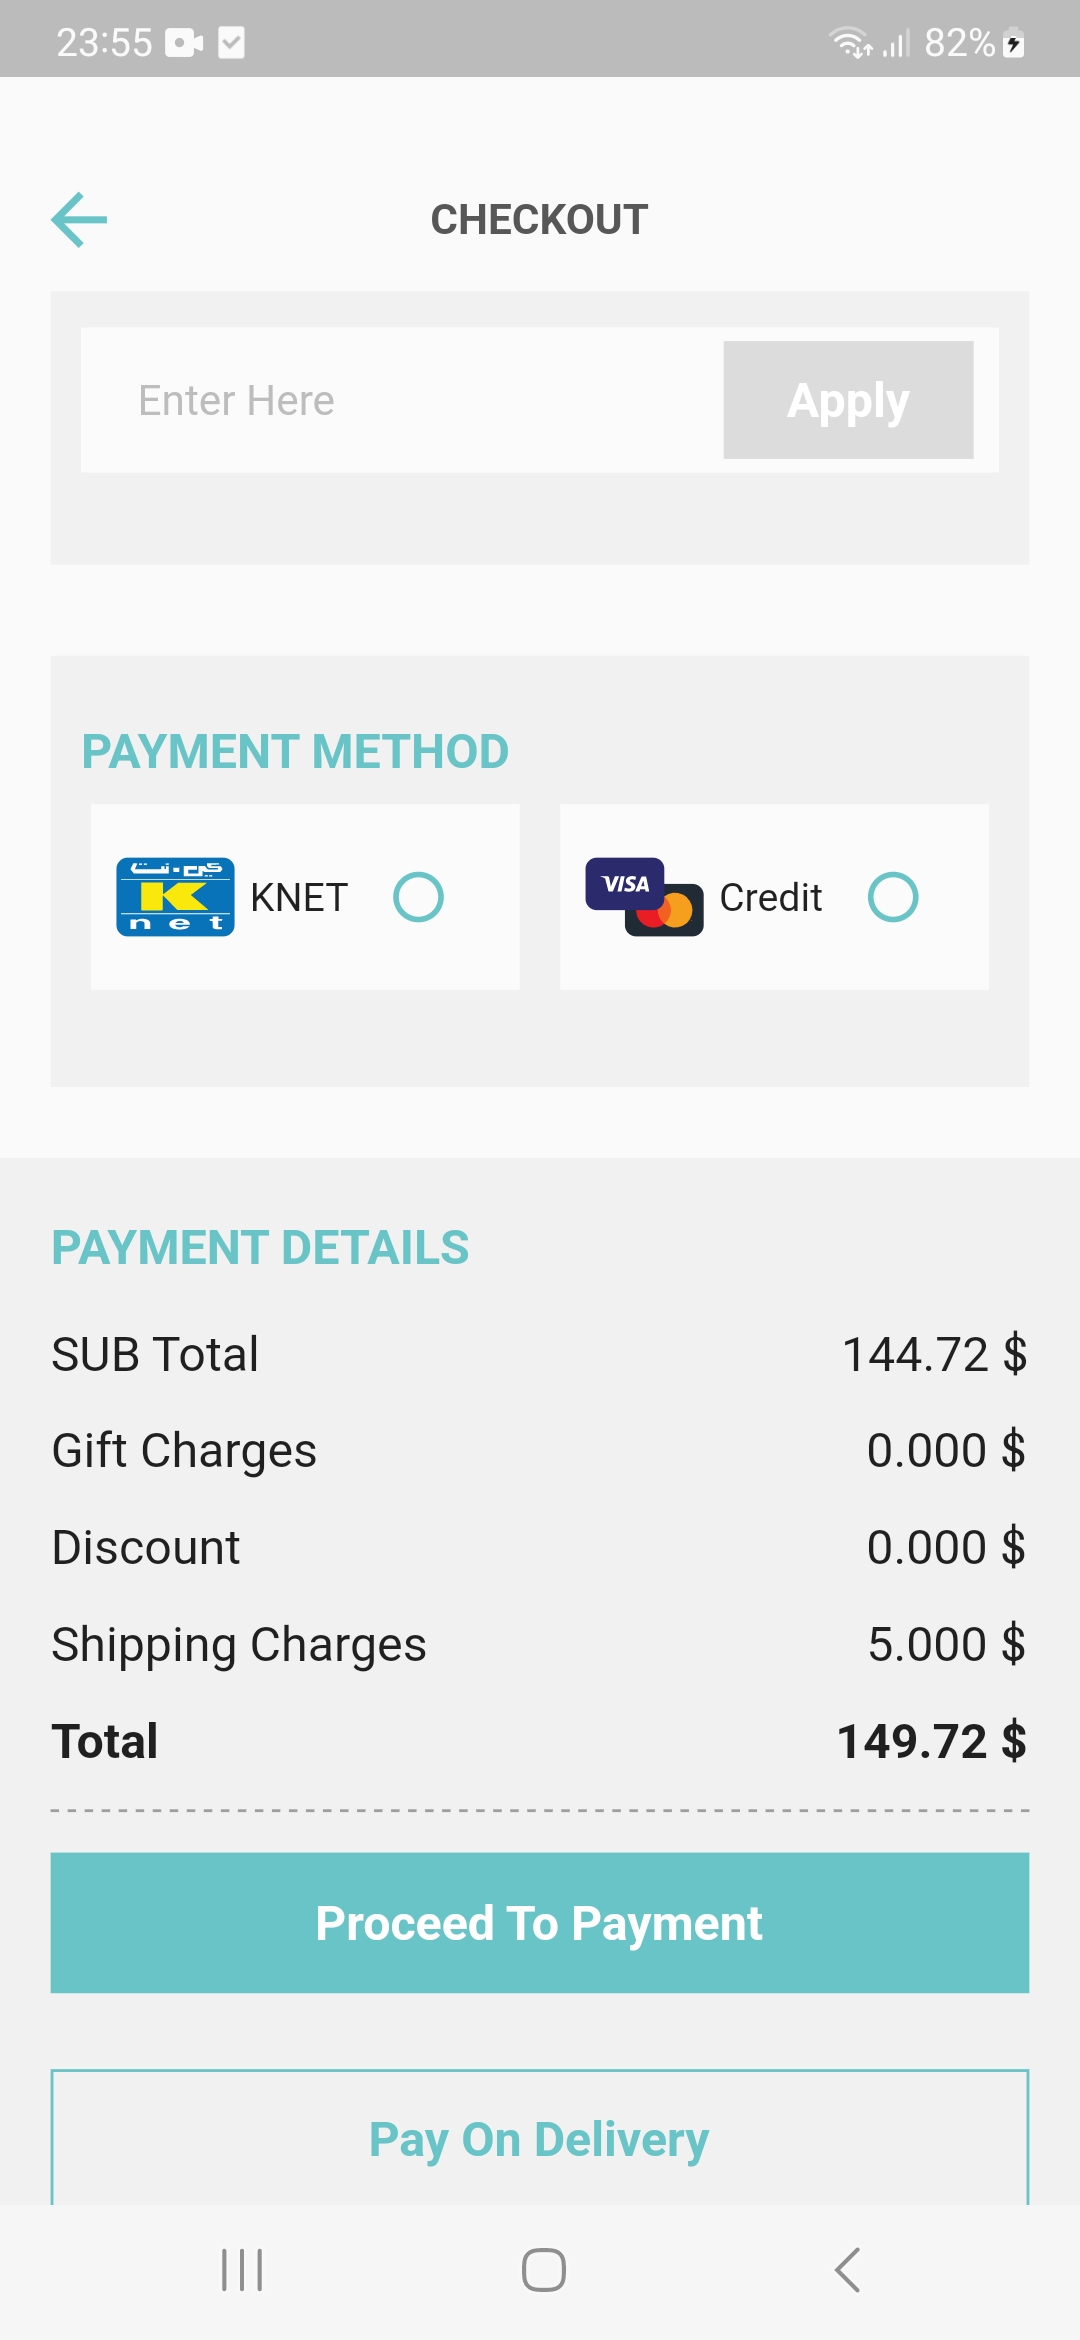 23:55 82%
CHECKOUT
Enter Here Apply
PAYMENT METHOD
كي-نت
K
net
KNET
VISA
Credit
PAYMENT DETAILS
SUB Total 144.72 $
Gift Charges 0.000 $
Discount 0.000 $
Shipping Charges 5.000 $
Total 149.72 $
Proceed To Payment
Pay On Delivery